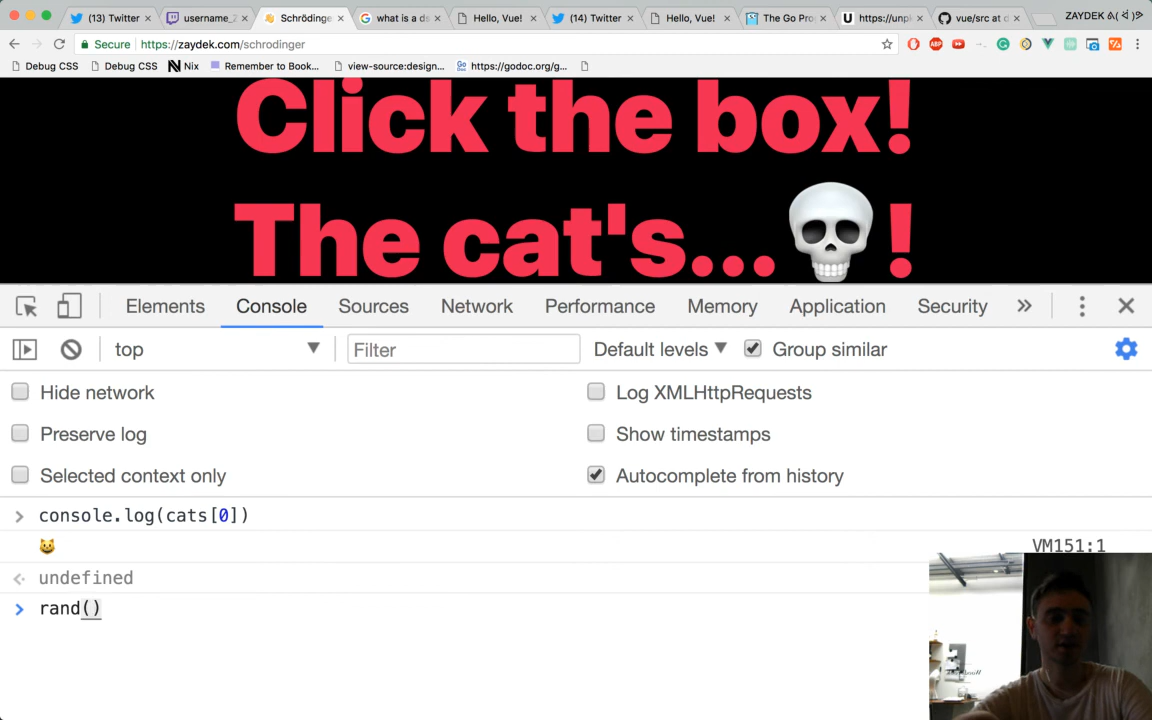 (13) Twitter
username_
Schrödinge
what is a ds
Hello, Vue!
(14) Twitter
Hello, Vue!
The Go Pro
https://unpl
vue/src at d
ZAYDEK
Secure
https://zaydek.com/schrodinger
Debug CSS
Debug CSS
Nix
Remember to Book...
view-source:design...
https://godoc.org/g...
Click the box!
The cat's...💀!
Elements
Console
Sources
Network
Performance
Memory
Application
Security
top
Filter
Default levels
Group similar
Hide network
Log XMLHttpRequests
Preserve log
Show timestamps
Selected context only
Autocomplete from history
console.log(cats[0])
😺
VM151:1
undefined
rand()